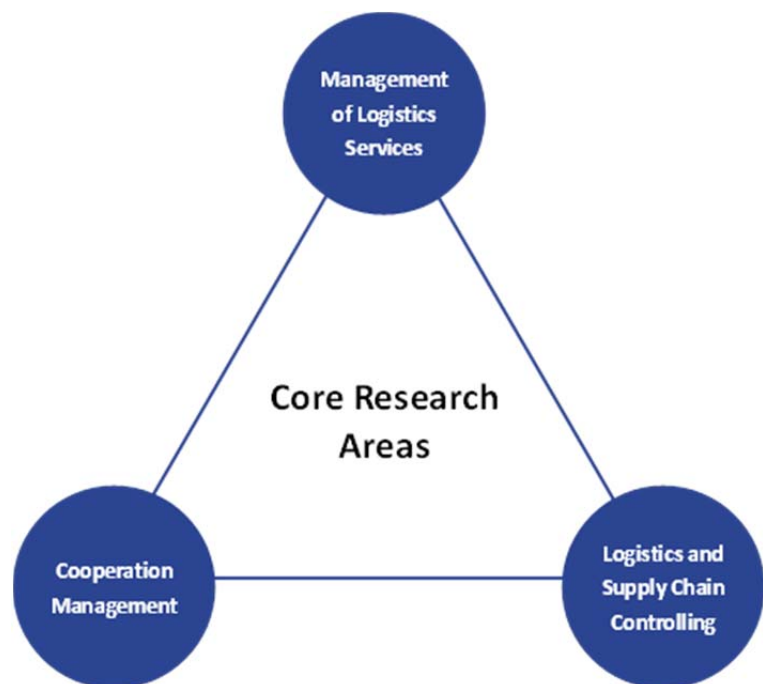 Management
of Logistics
Services
Core Research
Areas
Cooperation
Management
Logistics and
Supply Chain
Controlling